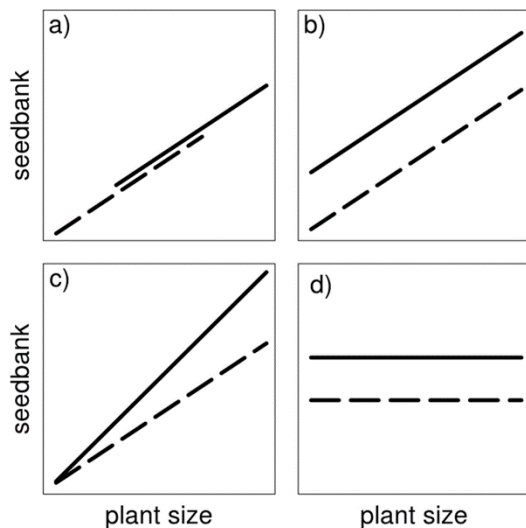 a)
b)
seedbank
c)
d)
seedbank
plant size
plant size